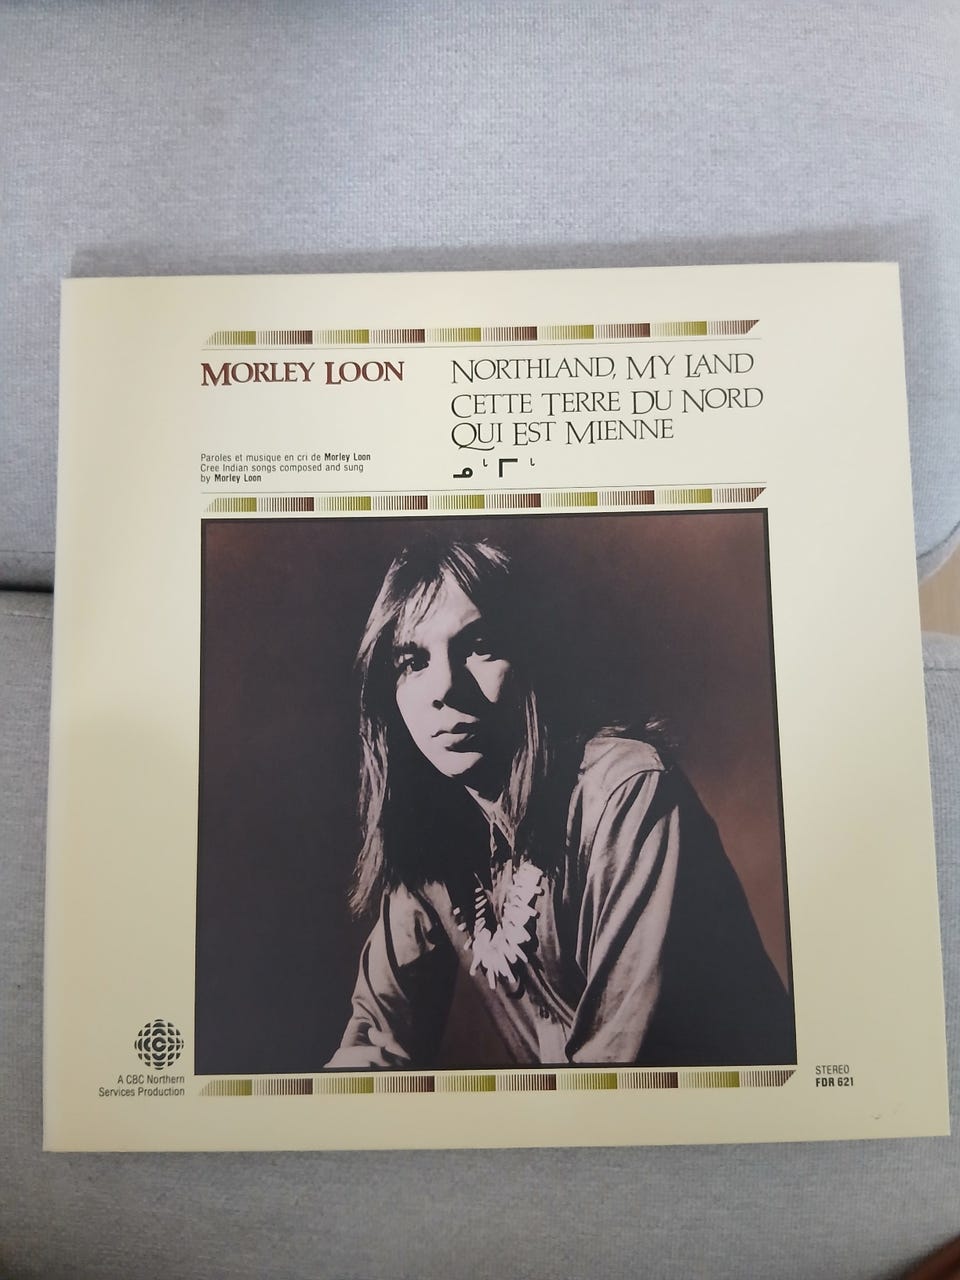 MORLEY LOON
NORTHLAND, MY LAND
CETTE TERRE DU NORD
QUI EST MIENNE
ᓄᒡᒥᒡ
Paroles et musique en cri de Morley Loon
Cree Indian songs composed and sung
by Morley Loon
A CBC Northern
Services Production
STEREO
FDR 621